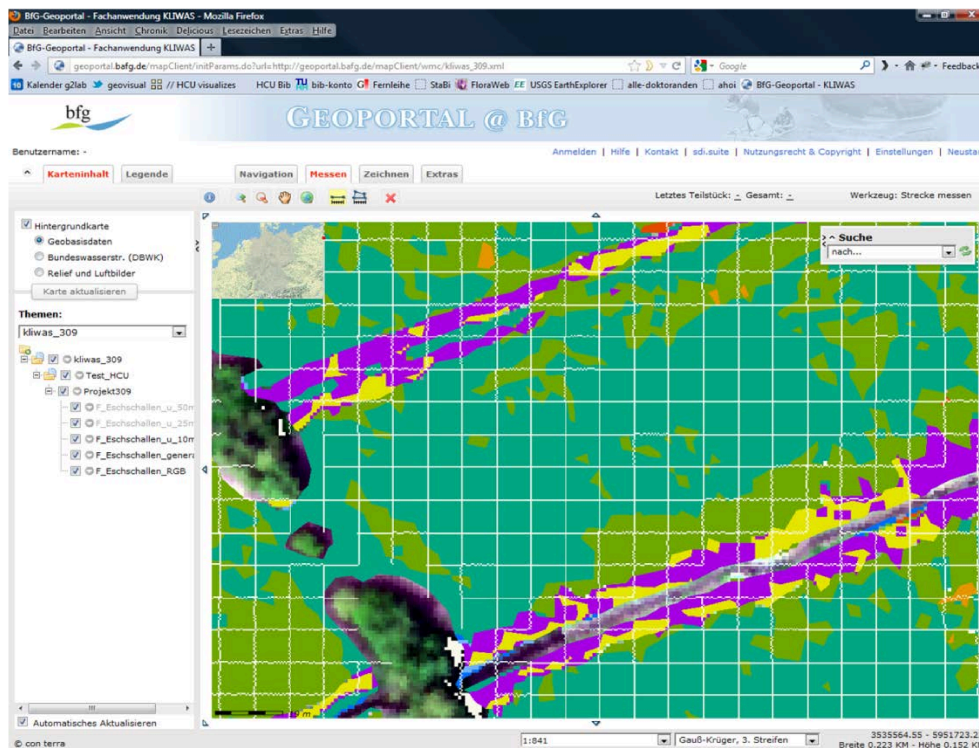 BfG-Geoportal - Fachanwendung KLIWAS - Mozilla Firefox
Datei Bearbeiten Ansicht Chronik Delicious Lesezeichen Extras Hilfe
BfG-Geoportal - Fachanwendung KLIWAS +
geoportal.bafg.de/mapClient/initParams.do?url=http://geoportal.bafg.de/mapClient/wmc/kliwas_309.xml Google Feedback
Kalender g2lab geovisual // HCU visualizes HCU Bib bib-konto Fernleihe StaBi FloraWeb USGS EarthExplorer alle-doktoranden ahoi BfG-Geoportal - KLIWAS
bfg
GEOPORTAL @ BfG
Benutzername: -
Anmelden | Hilfe | Kontakt | sdi.suite | Nutzungsrecht & Copyright | Einstellungen | Neusta
Karteninhalt Legende Navigation Messen Zeichnen Extras
Letztes Teilstück: - Gesamt: - Werkzeug: Strecke messen
Hintergrundkarte
Geobasisdaten
Bundeswasserstr. (DBWK)
Relief und Luftbilder
Karte aktualisieren
Suche
nach...
Themen:
kliwas_309
kliwas_309
Test_HCU
Projekt309
F_Eschschallen_u_50m
F_Eschschallen_u_25m
F_Eschschallen_u_10m
F_Eschschallen_genera
F_Eschschallen_RGB
Automatisches Aktualisieren
© con terra
1:841
Gauß-Krüger, 3. Streifen
3535564.55 - 5951723.2
Breite 0.223 KM - Höhe 0.152 KM